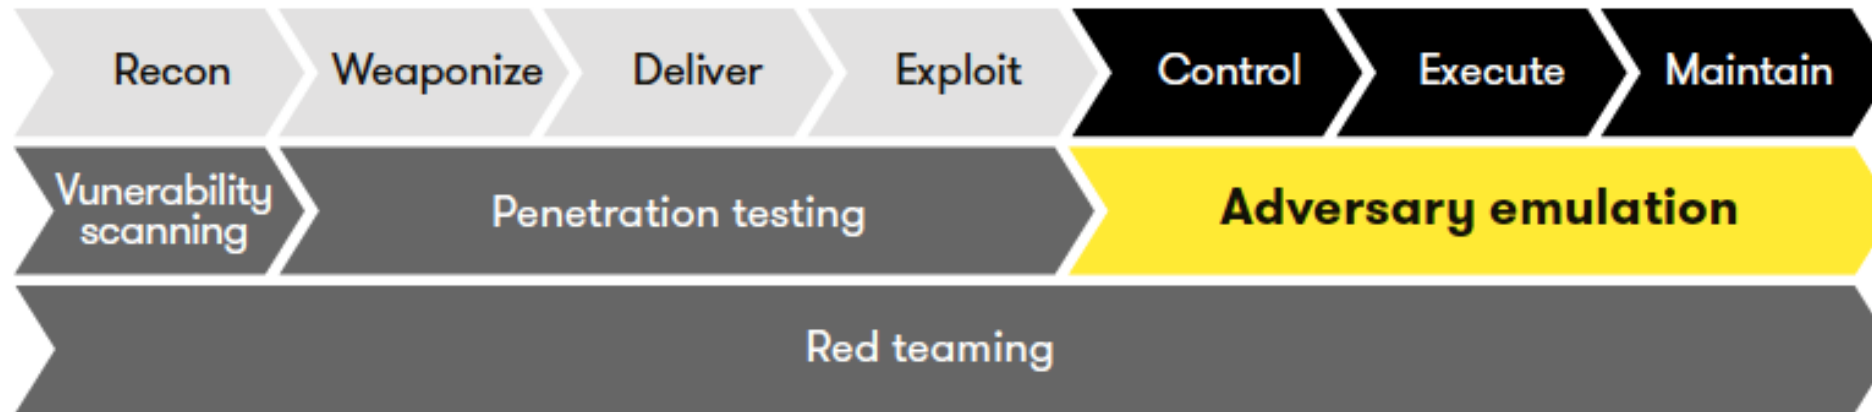 Recon Weaponize Deliver Exploit Control Execute Maintain
Vunerability
scanning
Penetration testing
Adversary emulation
Red teaming